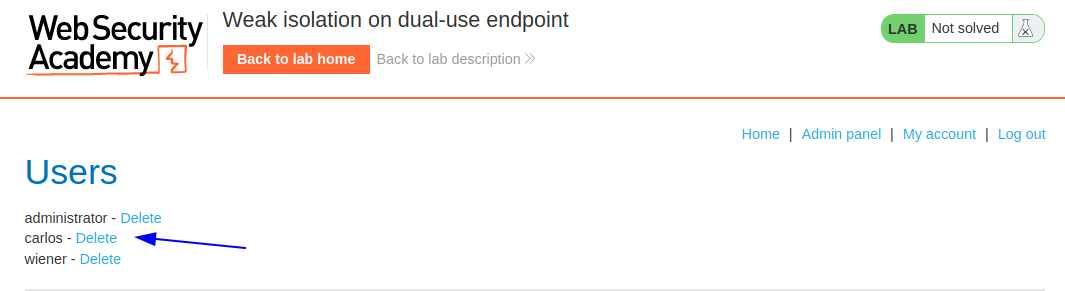 Web Security
Academy
Weak isolation on dual-use endpoint
Back to lab home
Back to lab description
LAB
Not solved
Home | Admin panel | My account | Log out
Users
administrator - Delete
carlos - Delete
wiener - Delete